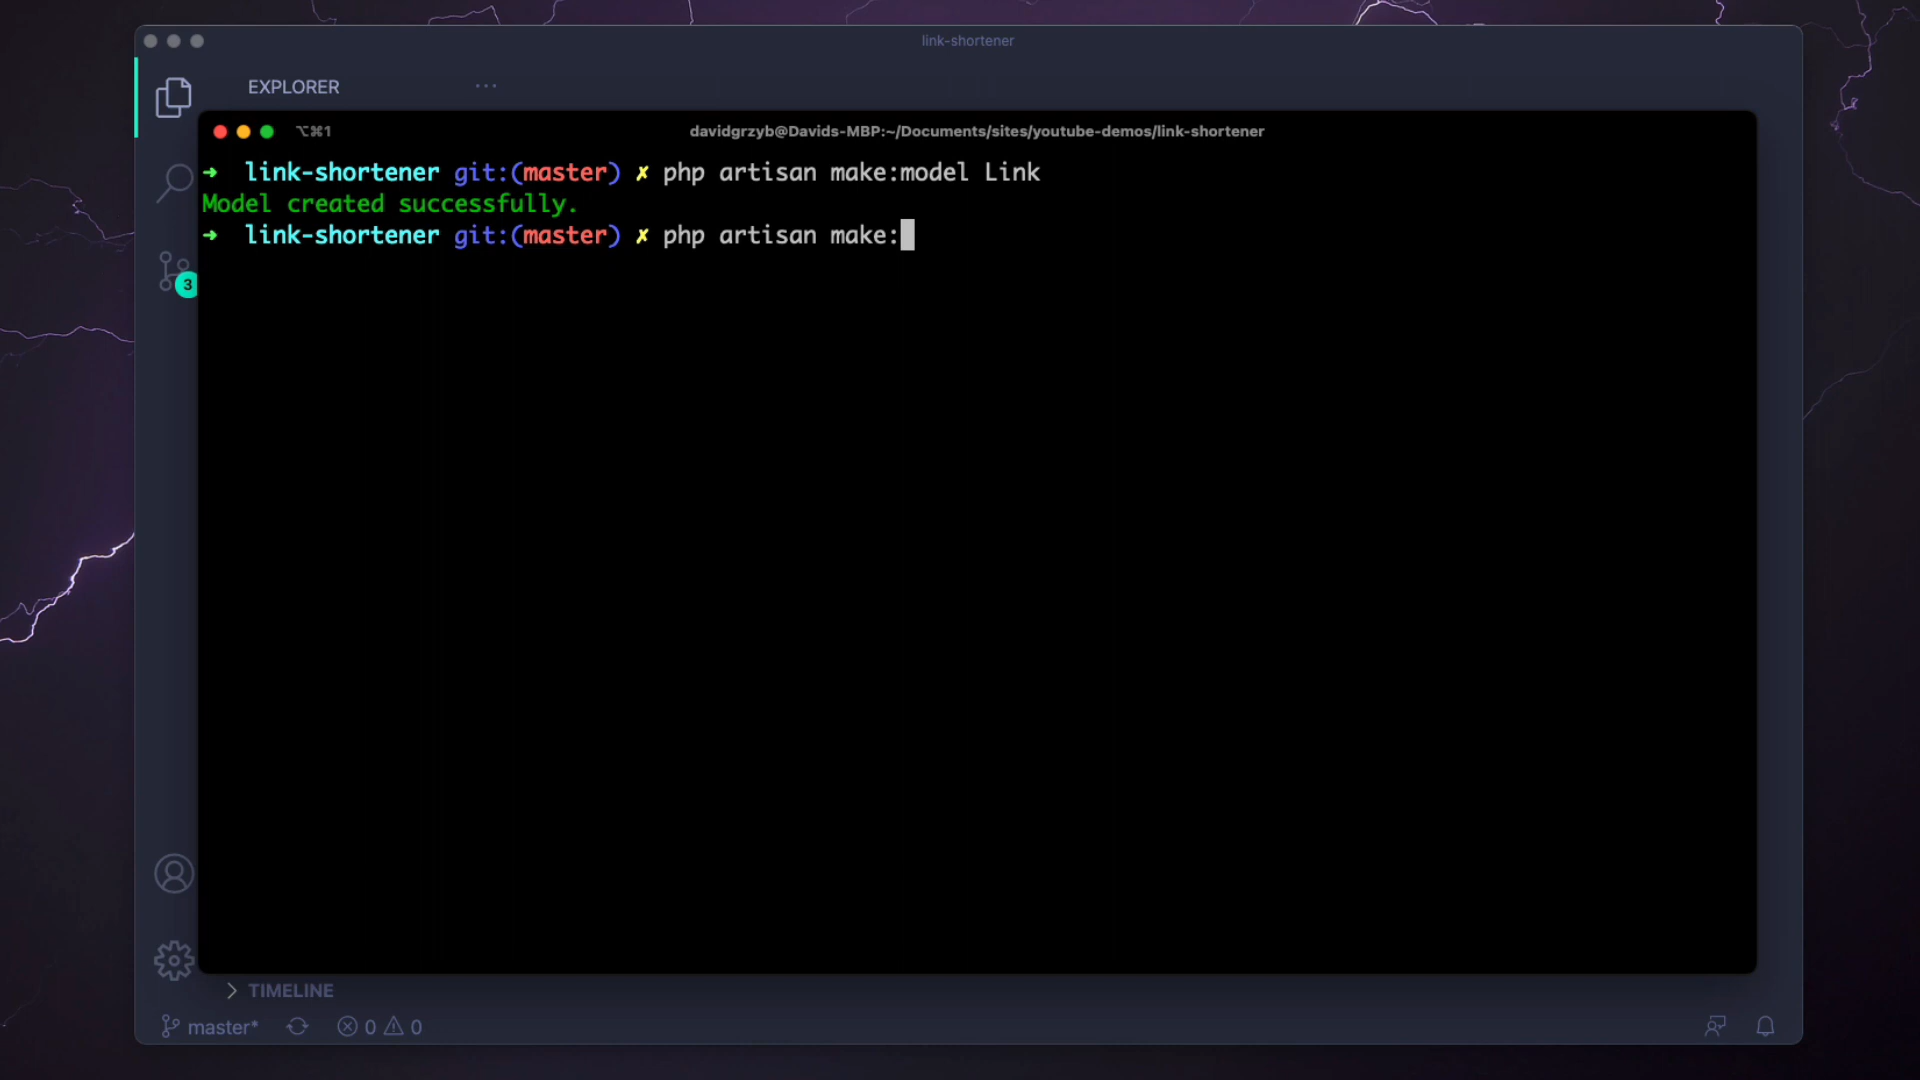 link-shortener
EXPLORER ...
⌥⌘1 davidgrzyb@Davids-MBP:~/Documents/sites/youtube-demos/link-shortener
➜ link-shortener git:(master) ✗ php artisan make:model Link
Model created successfully.
➜ link-shortener git:(master) ✗ php artisan make:
3
TIMELINE
master* 0 0